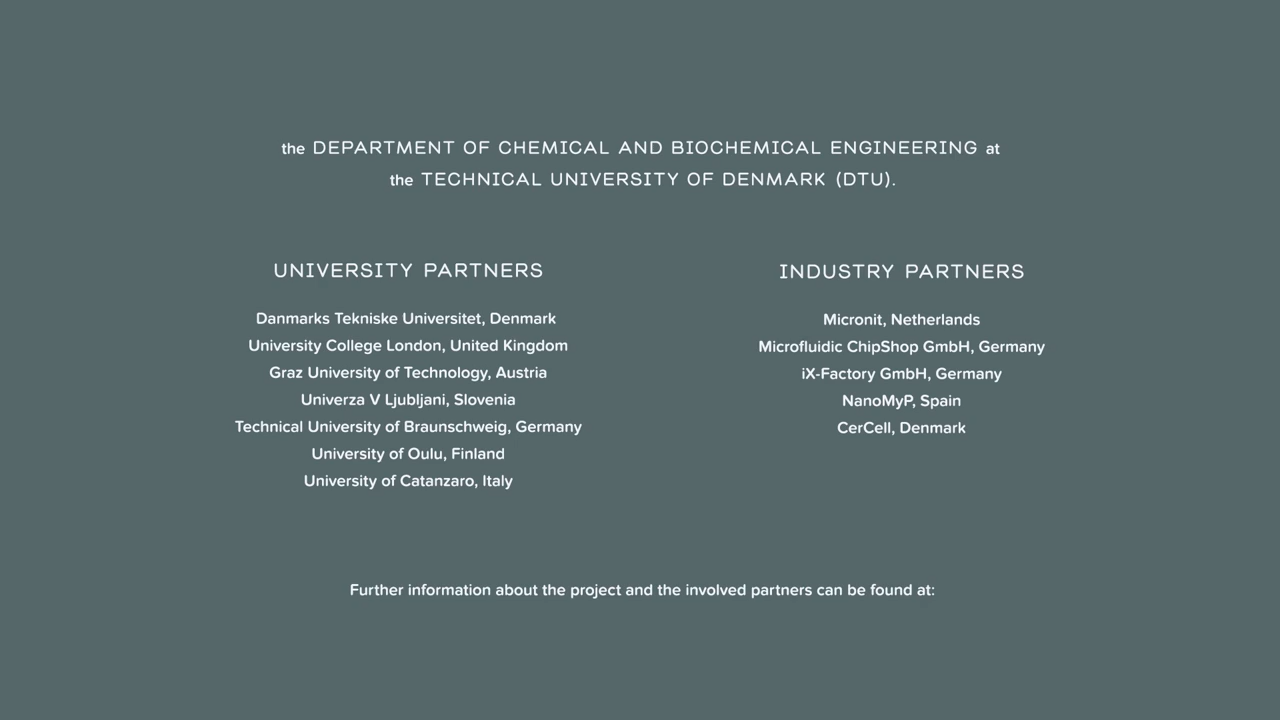 the DEPARTMENT OF CHEMICAL AND BIOCHEMICAL ENGINEERING at
the TECHNICAL UNIVERSITY OF DENMARK (DTU).
UNIVERSITY PARTNERS
Danmarks Tekniske Universitet, Denmark
University College London, United Kingdom
Graz University of Technology, Austria
Univerza V Ljubljani, Slovenia
Technical University of Braunschweig, Germany
University of Oulu, Finland
University of Catanzaro, Italy
INDUSTRY PARTNERS
Micronit, Netherlands
Microfluidic ChipShop GmbH, Germany
iX-Factory GmbH, Germany
NanoMyP, Spain
CerCell, Denmark
Further information about the project and the involved partners can be found at: